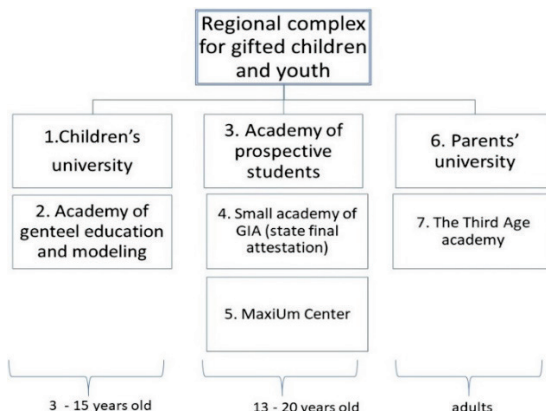 Regional complex
for gifted children
and youth
1.Children's
university
2. Academy of
genteel education
and modeling
3. Academy of
prospective
students
4. Small academy of
GIA (state final
attestation)
5. MaxiUm Center
6. Parents'
university
7. The Third Age
academy
3 - 15 years old
13 - 20 years old
adults